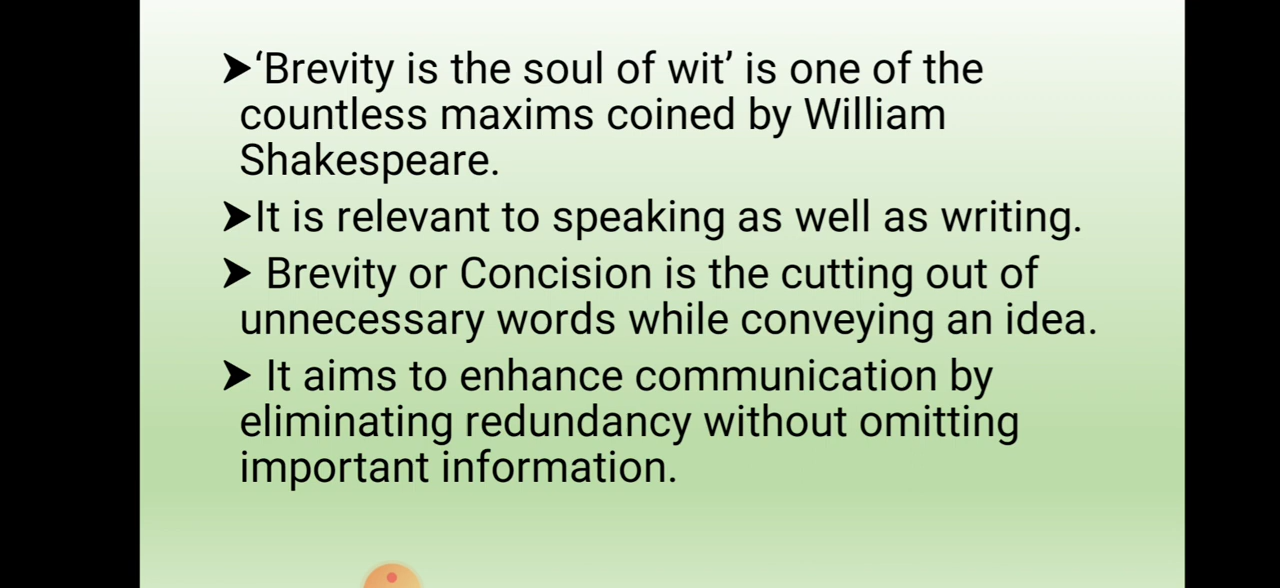 ➤‘Brevity is the soul of wit’ is one of the
countless maxims coined by William
Shakespeare.
➤It is relevant to speaking as well as writing.
➤ Brevity or Concision is the cutting out of
unnecessary words while conveying an idea.
➤ It aims to enhance communication by
eliminating redundancy without omitting
important information.